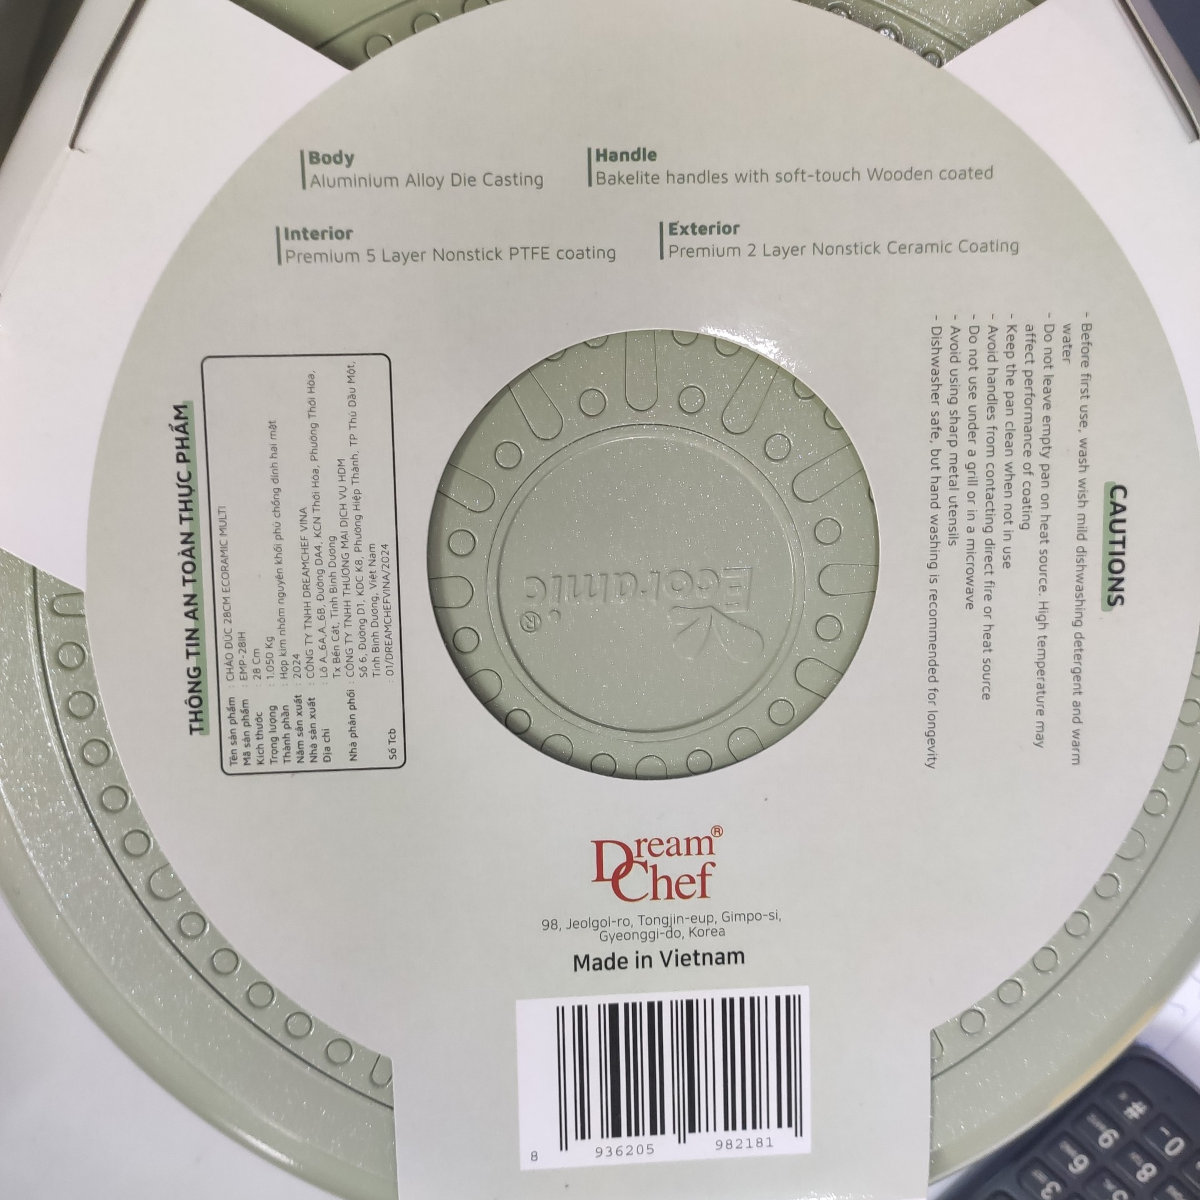 Body
Aluminium Alloy Die Casting
Handle
Bakelite handles with soft-touch Wooden coated
Interior
Premium 5 Layer Nonstick PTFE coating
Exterior
Premium 2 Layer Nonstick Ceramic Coating
THÔNG TIN AN TOÀN THỰC PHẨM
Tên sản phẩm : CHẢO ĐÚC 28CM ECORAMIC MULTI
Mã sản phẩm : EMP-28IH
Kích thước : 28 Cm
Trọng lượng : 1.050 Kg
Thành phần : Hợp kim nhôm nguyên khối phủ chống dính hai mặt
Năm sản xuất : 2024
Nhà sản xuất : CÔNG TY TNHH DREAMCHEF VINA
Địa chỉ : Lô A_6A,A_6B, Đường DA4, KCN Thới Hòa, Phường Thới Hòa,
Tx Bến Cát, Tỉnh Bình Dương
Nhà phân phối : CÔNG TY TNHH THƯƠNG MẠI DỊCH VỤ HDM
Số 6, Đường D1, KDC K8, Phường Hiệp Thành, TP Thủ Dầu Một,
Tỉnh Bình Dương, Việt Nam
Số Tcb : 01/DREAMCHEFVINA/2024
CAUTIONS
- Before first use, wash wish mild dishwashing detergent and warm
water
- Do not leave empty pan on heat source. High temperature may
affect performance of coating
- Keep the pan clean when not in use
- Avoid handles from contacting direct fire or heat source
- Do not use under a grill or in a microwave
- Avoid using sharp metal utensils
- Dishwasher safe, but hand washing is recommended for longevity
Ecoramic
Dream Chef®
98, Jeolgol-ro, Tongjin-eup, Gimpo-si,
Gyeonggi-do, Korea
Made in Vietnam
8 936205 982181